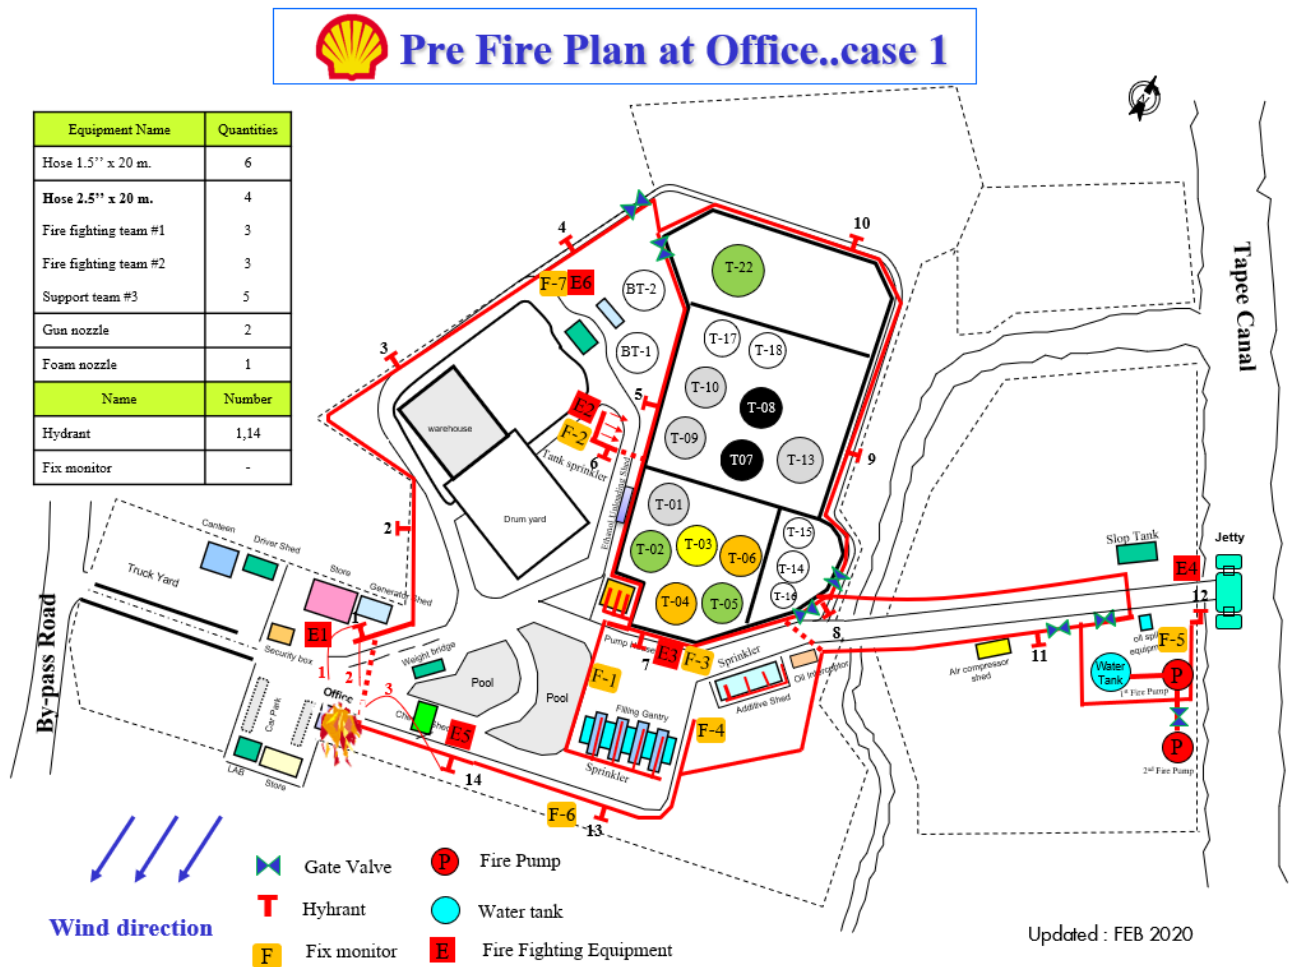 Pre Fire Plan at Office..case 1
Equipment Name Quantities
Hose 1.5’’ x 20 m. 6
Hose 2.5’’ x 20 m. 4
Fire fighting team #1 3
Fire fighting team #2 3
Support team #3 5
Gun nozzle 2
Foam nozzle 1
Name Number
Hydrant 1,14
Fix monitor -
N
Tapee Canal
10
4
T-22
F-7 E6
BT-2
T-17
T-18
3
BT-1
T-10
5
E2
T-08
F-2
warehouse
T-09
6
T07
T-13
9
Tank sprinkler
Ethanol Unloading Shed
T-01
Drum yard
2
T-15
T-02
T-03
T-06
T-14
T-16
T-04
T-05
Canteen
Driver Shed
Truck Yard
Store
Generator Shed
Slop Tank
Jetty
E4
12
By-pass Road
E1
1
Security box
1
2
3
Weight bridge
Office
Car Park
Pool
Pool
Pump House
7
E3
F-3
F-1
Sprinkler
8
Oil Interceptor
Additive Shed
Air compressor
shed
11
oil spill
equipment
F-5
Water
Tank
P
1st Fire Pump
P
2nd Fire Pump
E5
Filling Gantry
F-4
Sprinkler
14
LAB
Store
F-6
13
Wind direction
Gate Valve
P Fire Pump
Hyhrant
Water tank
F Fix monitor
E Fire Fighting Equipment
Updated : FEB 2020